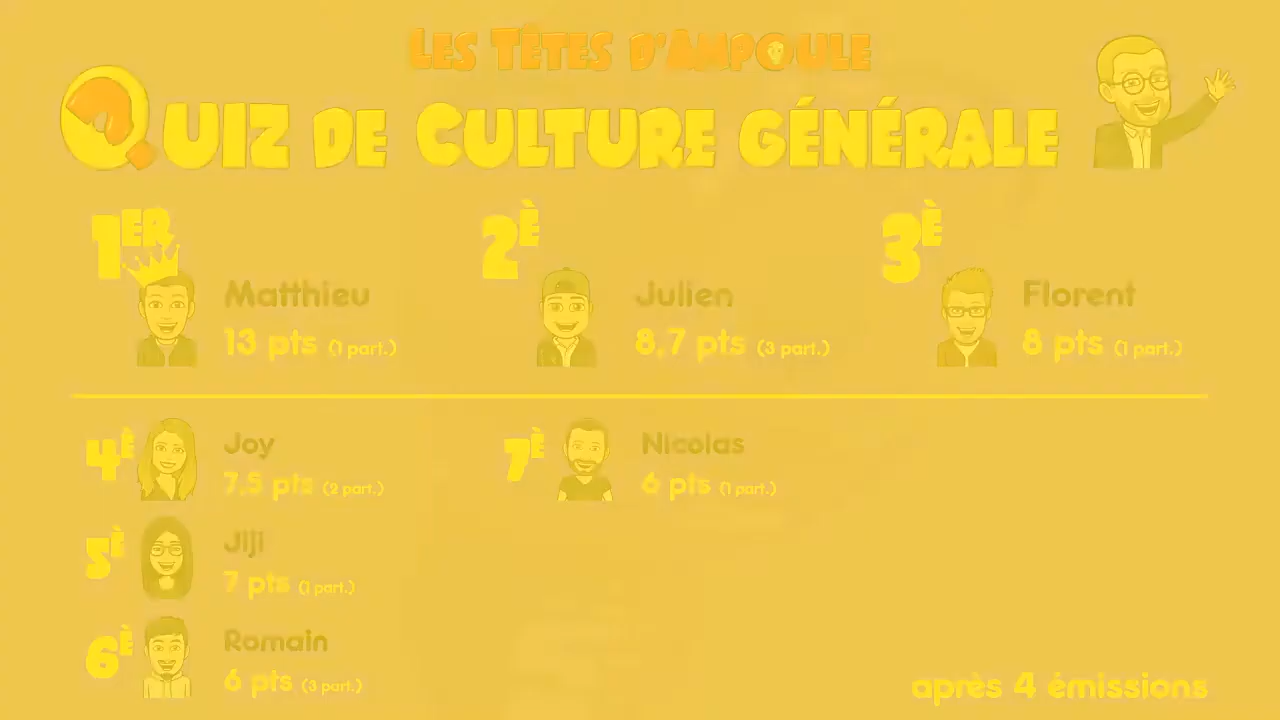 LES TÊTES D'AMPOULE
QUIZ DE CULTURE GÉNÉRALE
1ER
Matthieu
13 pts (1 part.)
2È
Julien
8,7 pts (3 part.)
3È
Florent
8 pts (1 part.)
4È
Joy
7,5 pts (2 part.)
5È
Jiji
7 pts (1 part.)
6È
Romain
6 pts (3 part.)
7È
Nicolas
6 pts (1 part.)
après 4 émissions